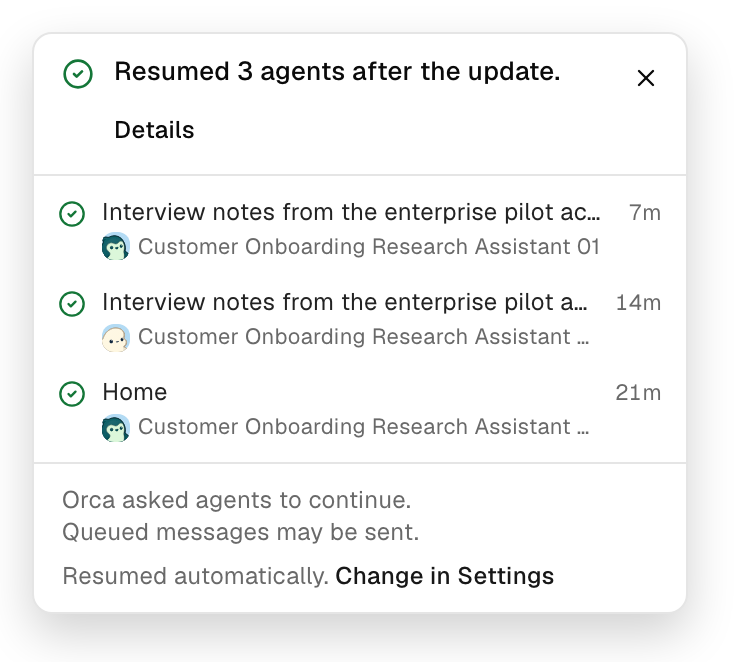 Resumed 3 agents after the update.
Details
Interview notes from the enterprise pilot ac… 7m
Customer Onboarding Research Assistant 01
Interview notes from the enterprise pilot a… 14m
Customer Onboarding Research Assistant …
Home 21m
Customer Onboarding Research Assistant …
Orca asked agents to continue.
Queued messages may be sent.
Resumed automatically. Change in Settings